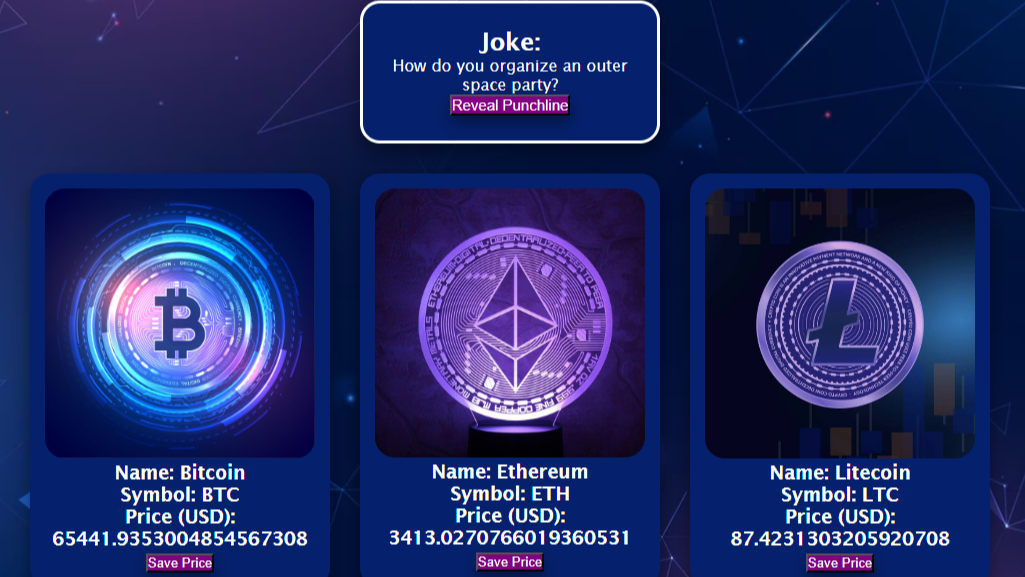 Joke:
How do you organize an outer
space party?
Reveal Punchline
Name: Bitcoin
Symbol: BTC
Price (USD):
65441.9353004854567308
Save Price
Name: Ethereum
Symbol: ETH
Price (USD):
3413.0270766019360531
Save Price
Name: Litecoin
Symbol: LTC
Price (USD):
87.4231303205920708
Save Price